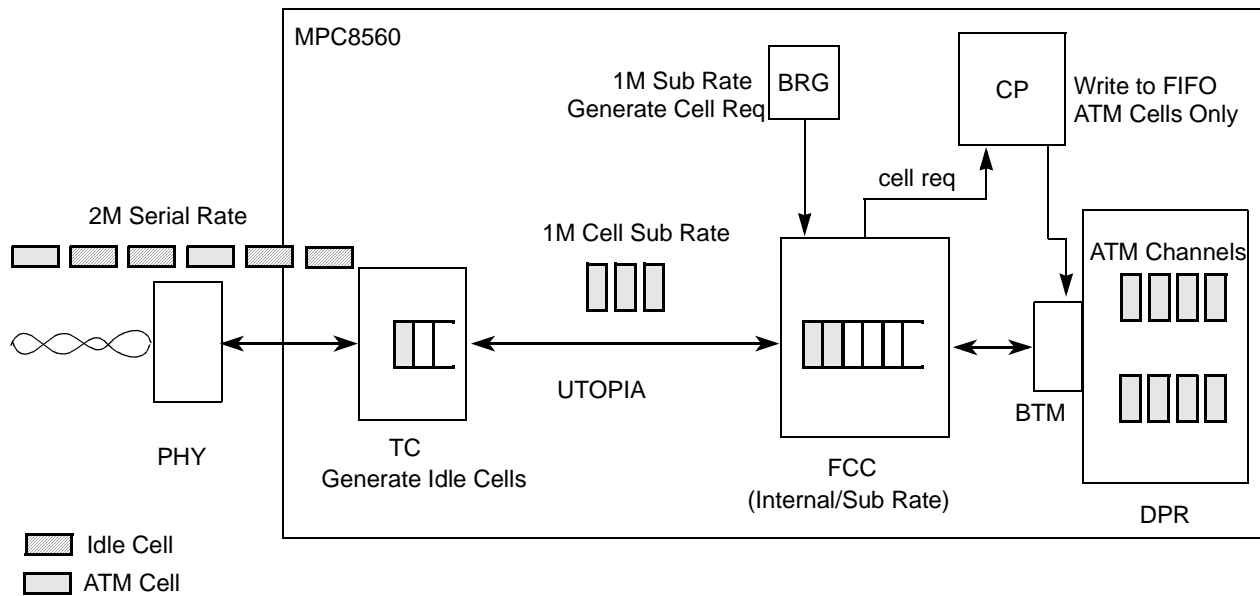 MPC8560
1M Sub Rate
Generate Cell Req
BRG
CP
Write to FIFO
ATM Cells Only
cell req
2M Serial Rate
1M Cell Sub Rate
ATM Channels
UTOPIA
BTM
PHY
TC
Generate Idle Cells
FCC
(Internal/Sub Rate)
DPR
Idle Cell
ATM Cell